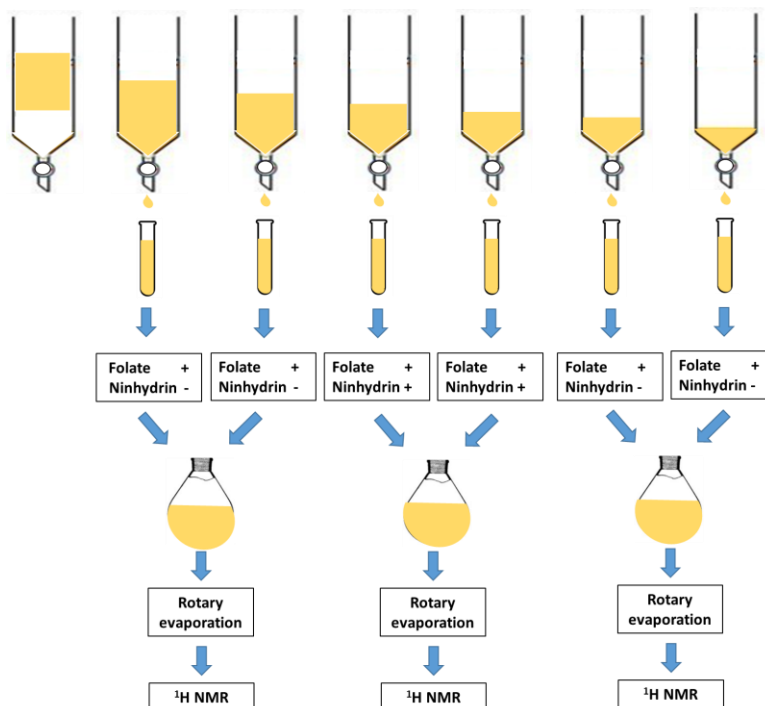 Folate +
Ninhydrin -
Folate +
Ninhydrin -
Folate +
Ninhydrin +
Folate +
Ninhydrin +
Folate +
Ninhydrin -
Folate +
Ninhydrin -
Rotary
evaporation
Rotary
evaporation
Rotary
evaporation
¹H NMR
¹H NMR
¹H NMR